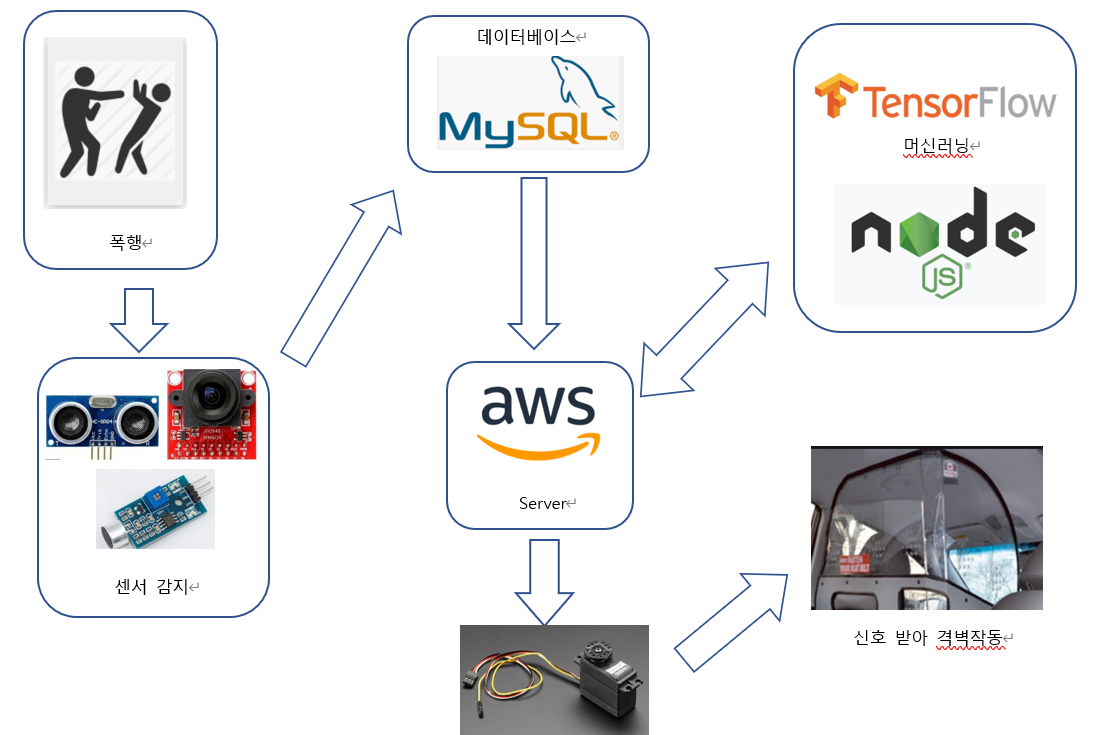 데이터베이스
MySQL®
TensorFlow
머신러닝
node
JS®
폭행
aws
Server
센서 감지
신호 받아 격벽작동